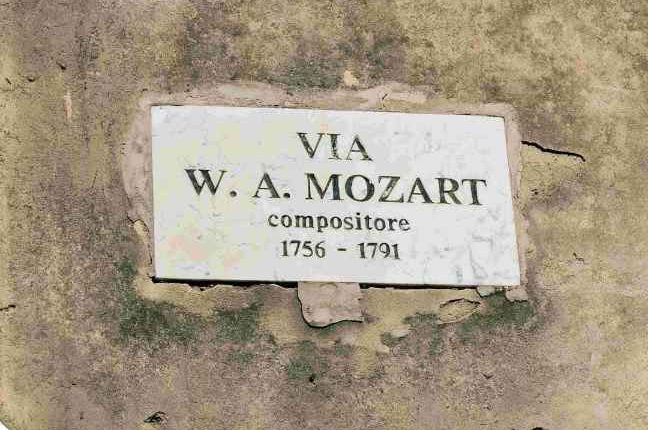 VIA
W. A. MOZART
compositore
1756 - 1791